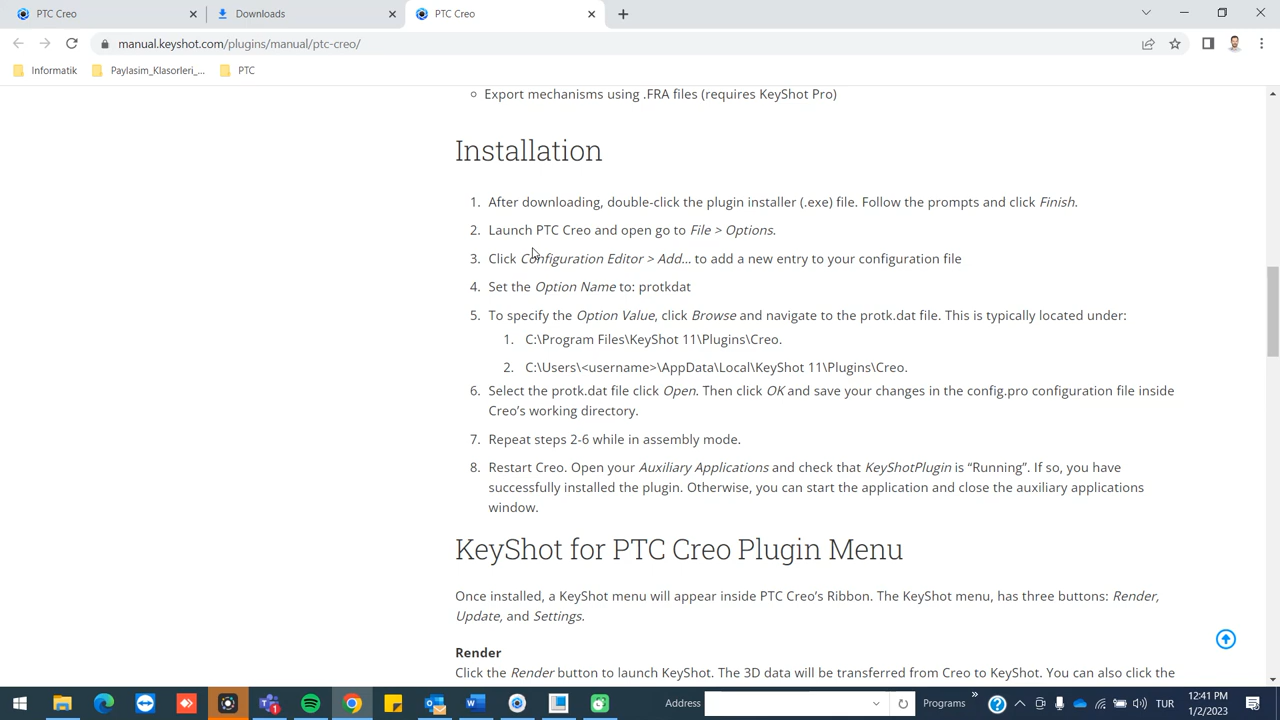 PTC Creo
Downloads
PTC Creo
manual.keyshot.com/plugins/manual/ptc-creo/
Informatik
Paylasim_Klasorleri_...
PTC
Export mechanisms using .FRA files (requires KeyShot Pro)
Installation
1. After downloading, double-click the plugin installer (.exe) file. Follow the prompts and click Finish.
2. Launch PTC Creo and open go to File > Options.
3. Click Configuration Editor > Add... to add a new entry to your configuration file
4. Set the Option Name to: protkdat
5. To specify the Option Value, click Browse and navigate to the protk.dat file. This is typically located under:
1. C:\Program Files\KeyShot 11\Plugins\Creo.
2. C:\Users\<username>\AppData\Local\KeyShot 11\Plugins\Creo.
6. Select the protk.dat file click Open. Then click OK and save your changes in the config.pro configuration file inside
Creo's working directory.
7. Repeat steps 2-6 while in assembly mode.
8. Restart Creo. Open your Auxiliary Applications and check that KeyShotPlugin is “Running”. If so, you have
successfully installed the plugin. Otherwise, you can start the application and close the auxiliary applications
window.
KeyShot for PTC Creo Plugin Menu
Once installed, a KeyShot menu will appear inside PTC Creo's Ribbon. The KeyShot menu, has three buttons: Render,
Update, and Settings.
Render
Click the Render button to launch KeyShot. The 3D data will be transferred from Creo to KeyShot. You can also click the
Address
Programs
TUR
12:41 PM
1/2/2023